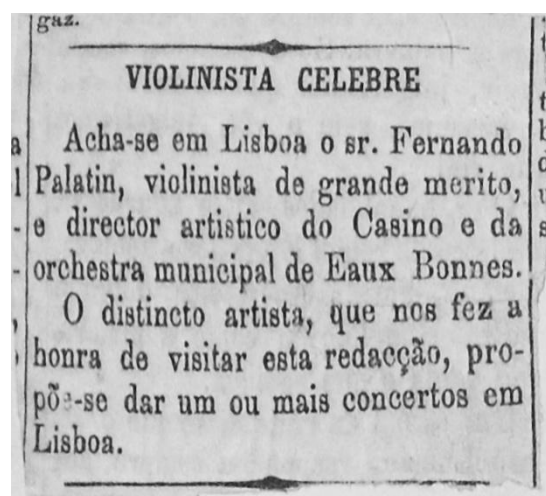 gaz.
VIOLINISTA CELEBRE
Acha-se em Lisboa o sr. Fernando
Palatin, violinista de grande merito,
e director artistico do Casino e da
orchestra municipal de Eaux Bonnes.
O distincto artista, que nos fez a
honra de visitar esta redacção, pro-
põe-se dar um ou mais concertos em
Lisboa.